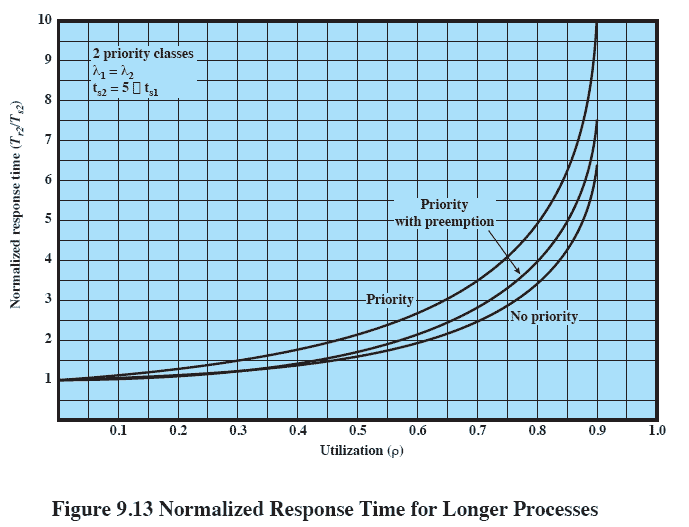 10
9
8
7
6
5
4
3
2
1
Normalized response time (Tr2/Ts2)
2 priority classes
λ1 = λ2
ts2 = 5 □ ts1
Priority
with preemption
Priority
No priority
0.1 0.2 0.3 0.4 0.5 0.6 0.7 0.8 0.9 1.0
Utilization (ρ)
Figure 9.13 Normalized Response Time for Longer Processes